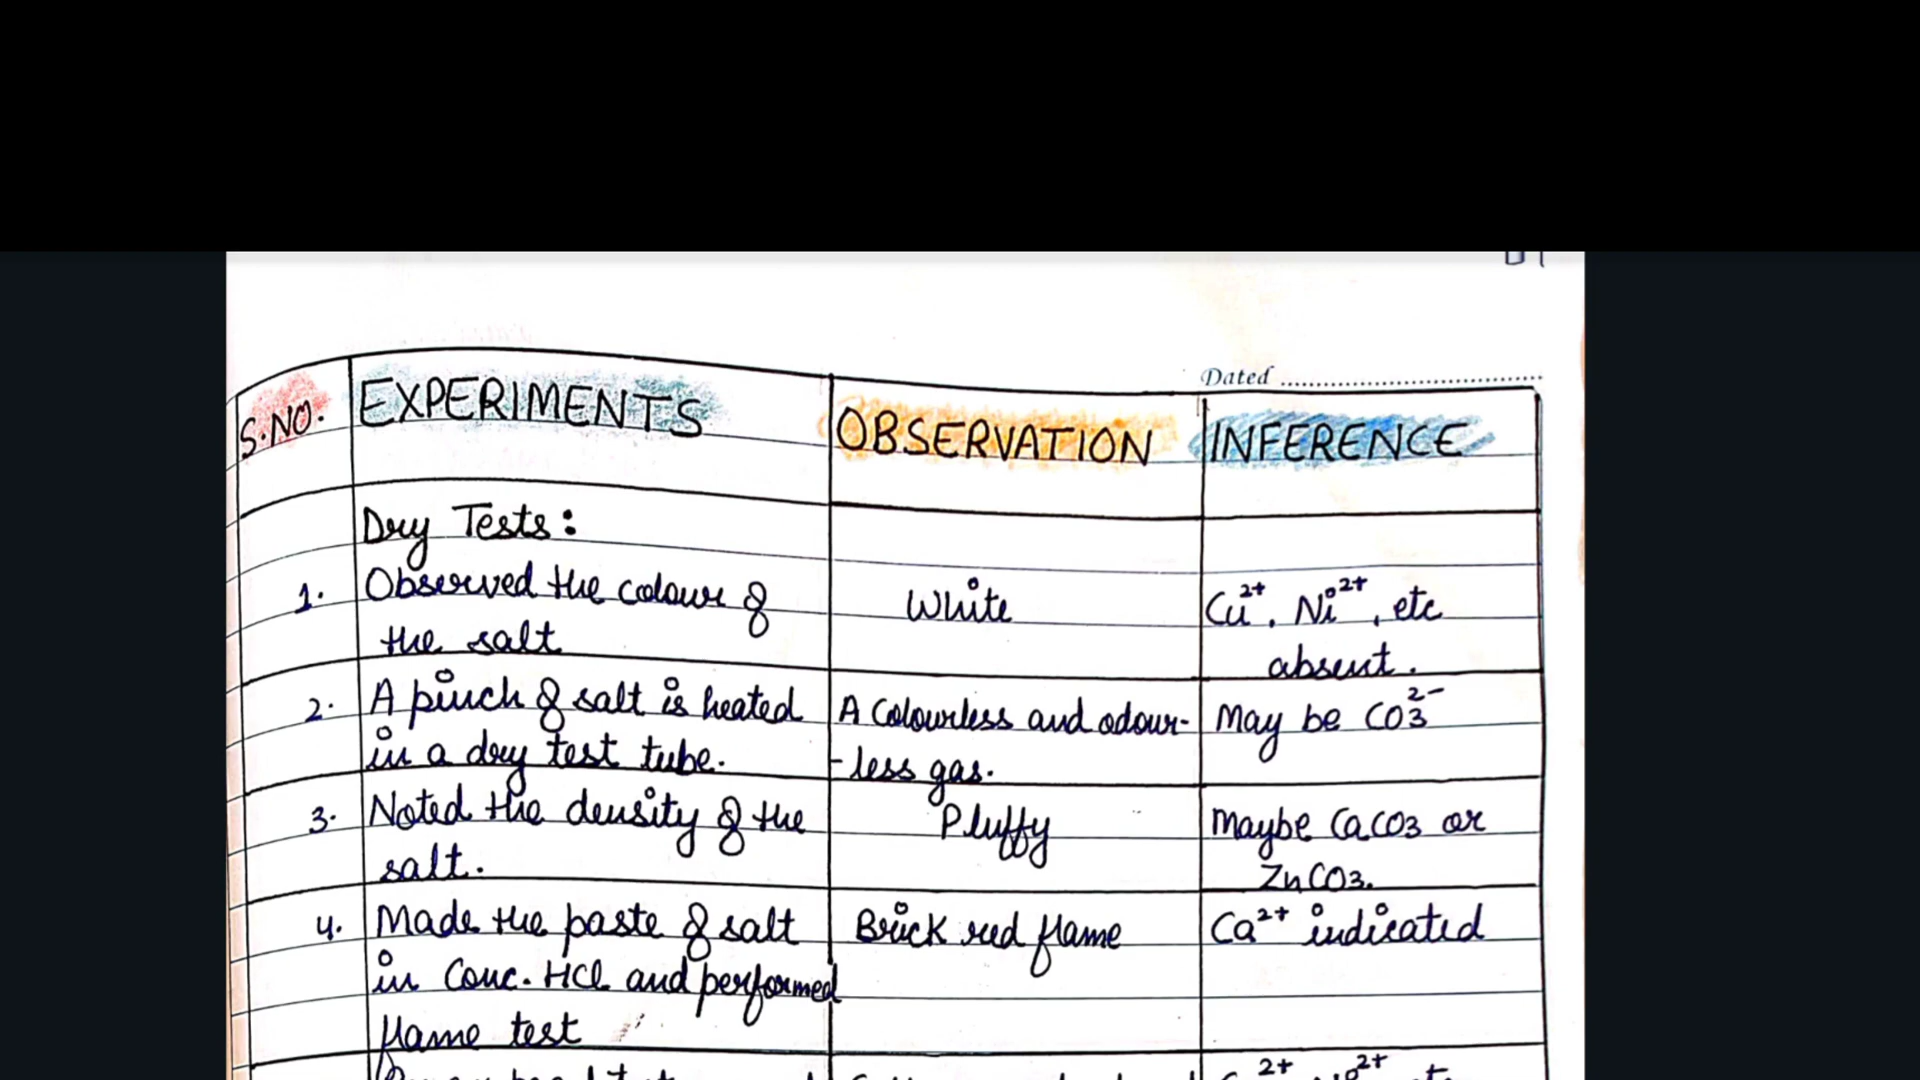 Dated
S.NO. EXPERIMENTS OBSERVATION INFERENCE
Dry Tests:
1. Observed the colour of White Cu²⁺, Ni²⁺, etc
the salt absent.
2. A pinch of salt is heated A Colourless and odour- May be CO3²⁻
in a dry test tube. -less gas.
3. Noted the density of the Pluffy Maybe CaCO3 or
salt. ZnCO3.
4. Made the paste of salt Brick red flame Ca²⁺ indicated
in Conc. HCl and performed
flame test